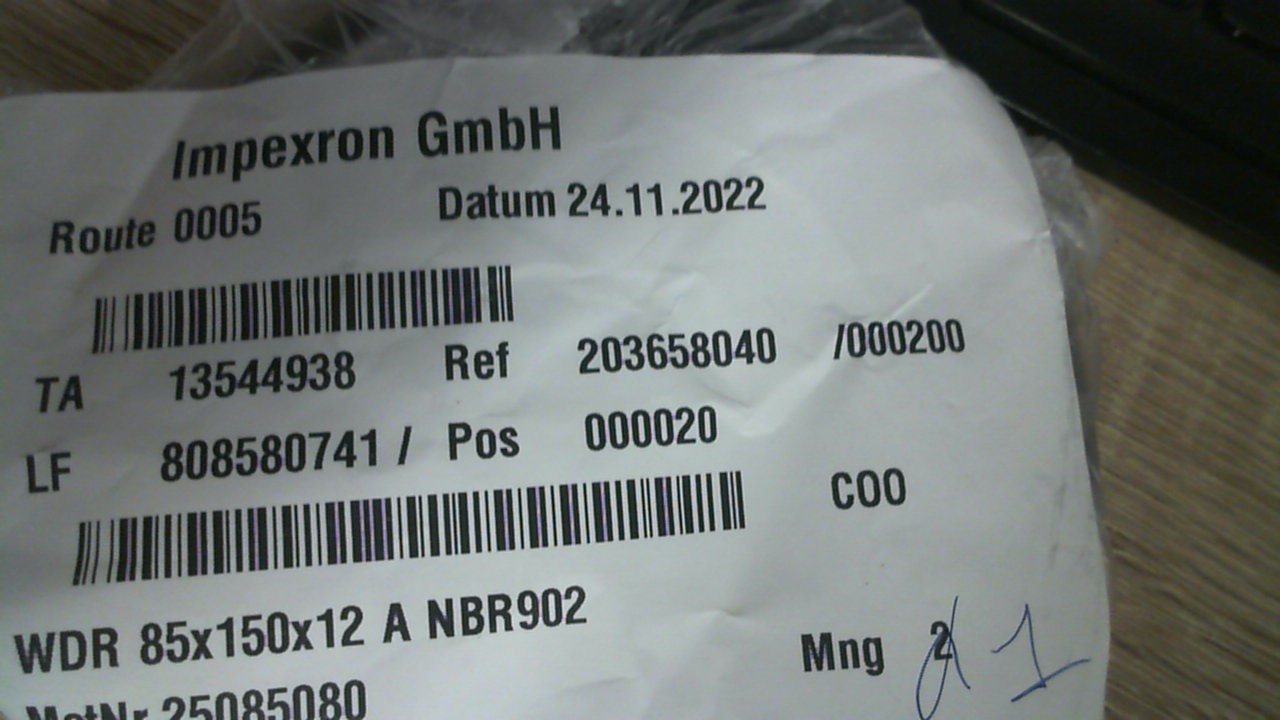 Impexron GmbH
Route 0005 Datum 24.11.2022
TA 13544938 Ref 203658040 /000200
LF 808580741 / Pos 000020
COO
WDR 85x150x12 A NBR902
Mng 2 1
MatNr 25085080